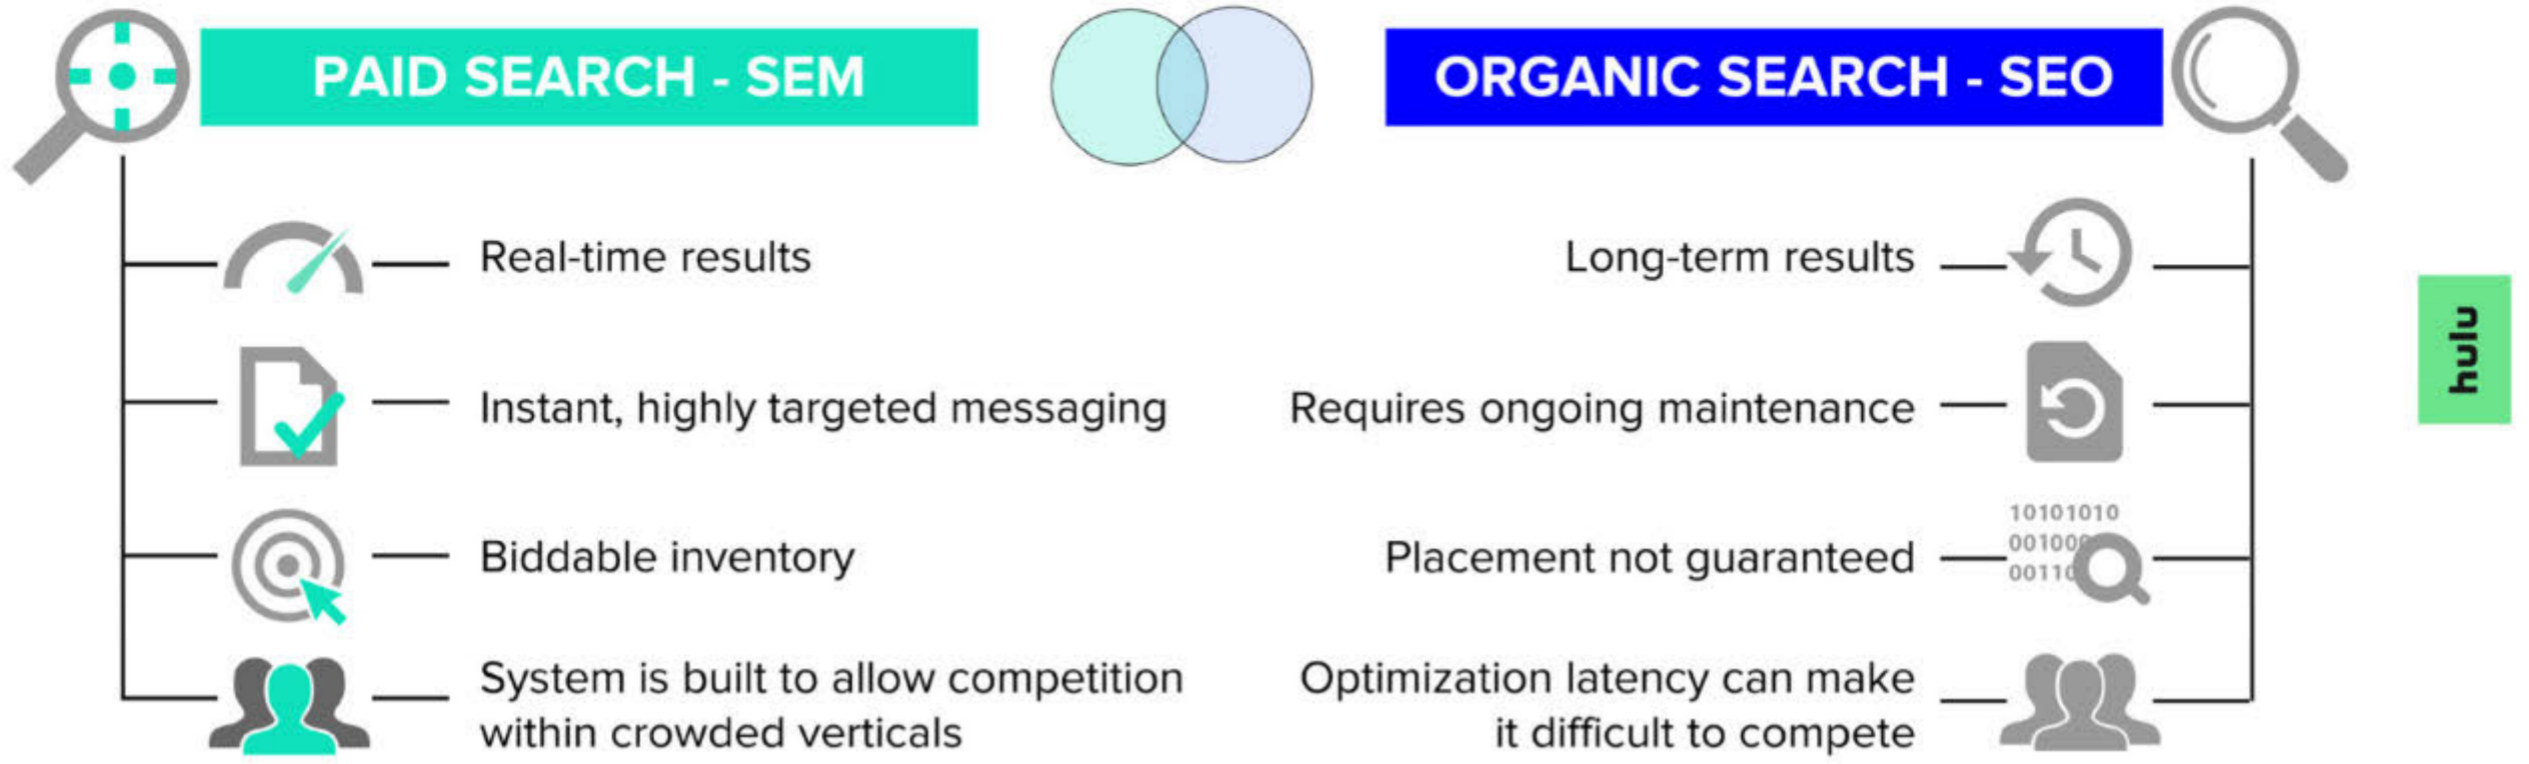 PAID SEARCH - SEM
Real-time results
Instant, highly targeted messaging
Biddable inventory
System is built to allow competition
within crowded verticals
ORGANIC SEARCH - SEO
Long-term results
Requires ongoing maintenance
Placement not guaranteed
10101010
00100
00110
Optimization latency can make
it difficult to compete
hulu